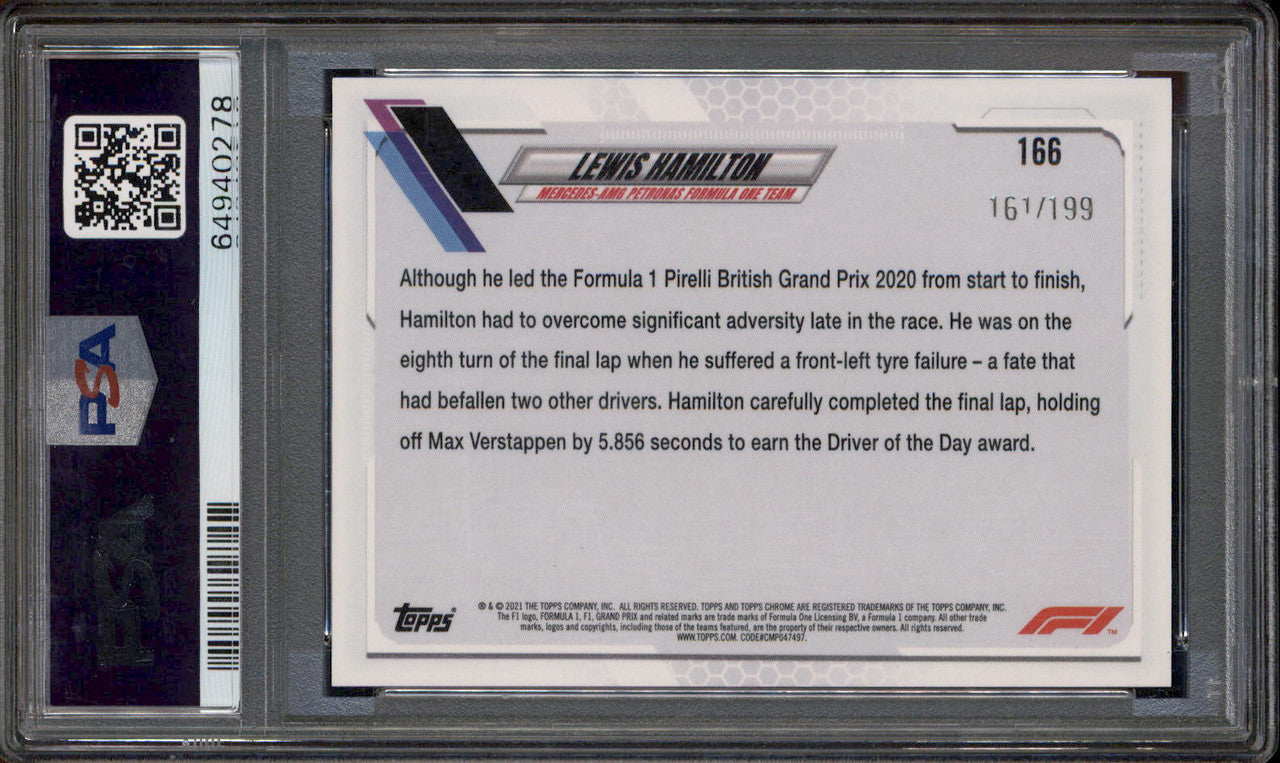 64940278
PSA
LEWIS HAMILTON
MERCEDES-AMG PETRONAS FORMULA ONE TEAM
166
161/199
Although he led the Formula 1 Pirelli British Grand Prix 2020 from start to finish,
Hamilton had to overcome significant adversity late in the race. He was on the
eighth turn of the final lap when he suffered a front-left tyre failure – a fate that
had befallen two other drivers. Hamilton carefully completed the final lap, holding
off Max Verstappen by 5.856 seconds to earn the Driver of the Day award.
topps
® & © 2021 THE TOPPS COMPANY, INC. ALL RIGHTS RESERVED. TOPPS AND TOPPS CHROME ARE REGISTERED TRADEMARKS OF THE TOPPS COMPANY, INC.
The F1 logo, FORMULA 1, F1, GRAND PRIX and related marks are trade marks of Formula One Licensing BV, a Formula 1 company. All other trade
marks, logos and copyrights, including those of the teams featured, are the property of their respective owners. All rights reserved.
WWW.TOPPS.COM. CODE#CMP047497.
F1 TM